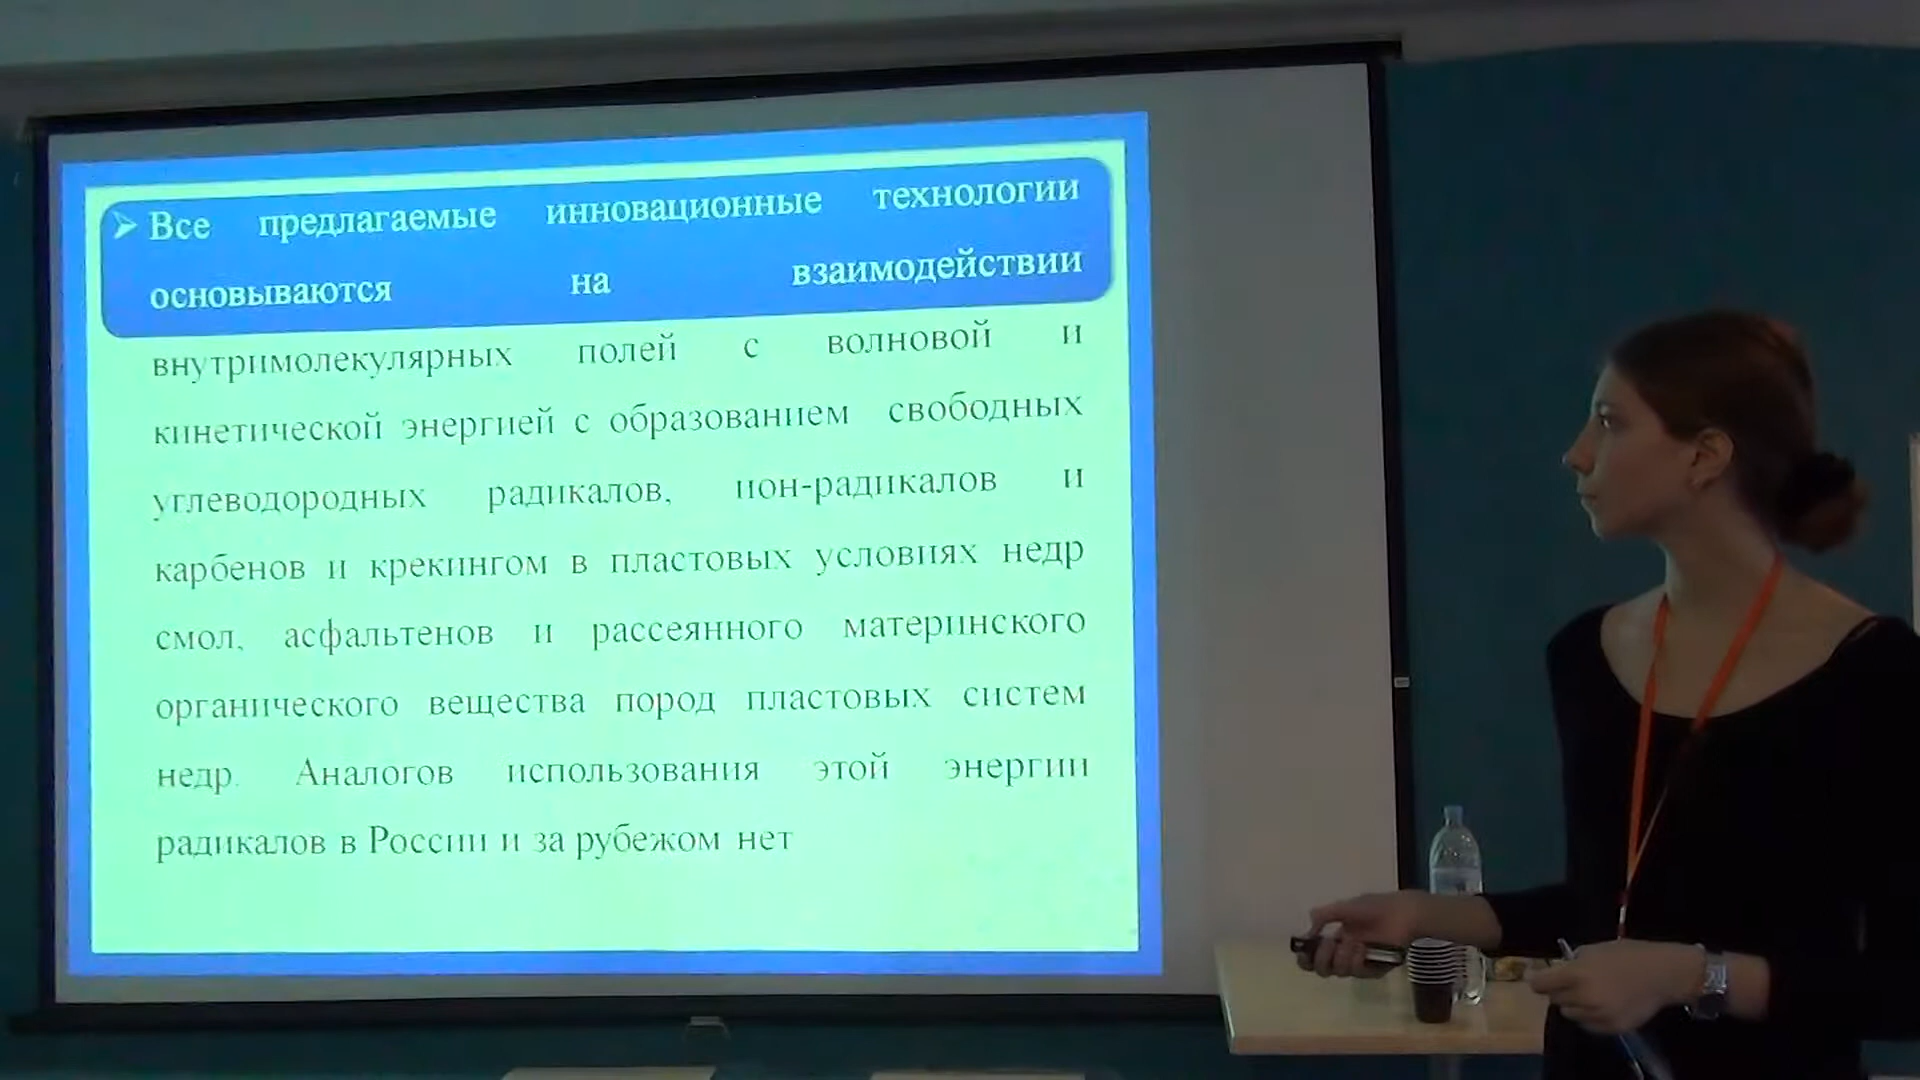 Все предлагаемые инновационные технологии
основываются на взаимодействии
внутримолекулярных полей с волновой и
кинетической энергией с образованием свободных
углеводородных радикалов, ион-радикалов и
карбенов и крекингом в пластовых условиях недр
смол, асфальтенов и рассеянного материнского
органического вещества пород пластовых систем
недр. Аналогов использования этой энергии
радикалов в России и за рубежом нет